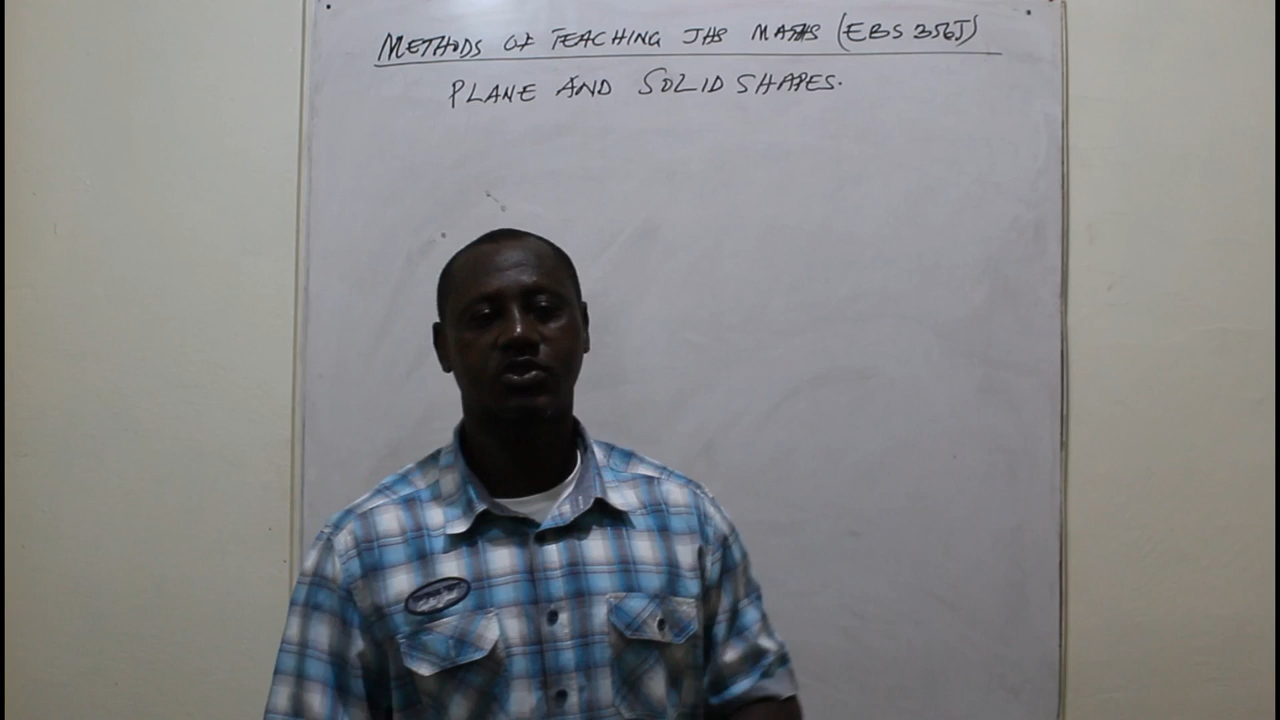 METHODS OF TEACHING JHS MATHS (EBS 356J)
PLANE AND SOLID SHAPES.